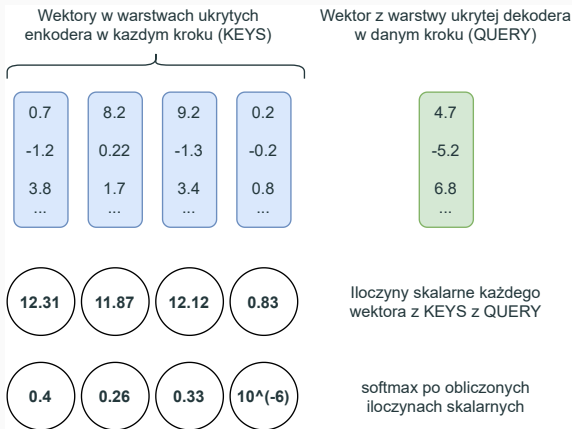 Wektory w warstwach ukrytych
enkodera w kazdym kroku (KEYS)
Wektor z warstwy ukrytej dekodera
w danym kroku (QUERY)
0.7 8.2 9.2 0.2 4.7
-1.2 0.22 -1.3 -0.2 -5.2
3.8 1.7 3.4 0.8 6.8
... ... ... ... ...
12.31 11.87 12.12 0.83
Iloczyny skalarne każdego
wektora z KEYS z QUERY
0.4 0.26 0.33 10^(-6)
softmax po obliczonych
iloczynach skalarnych